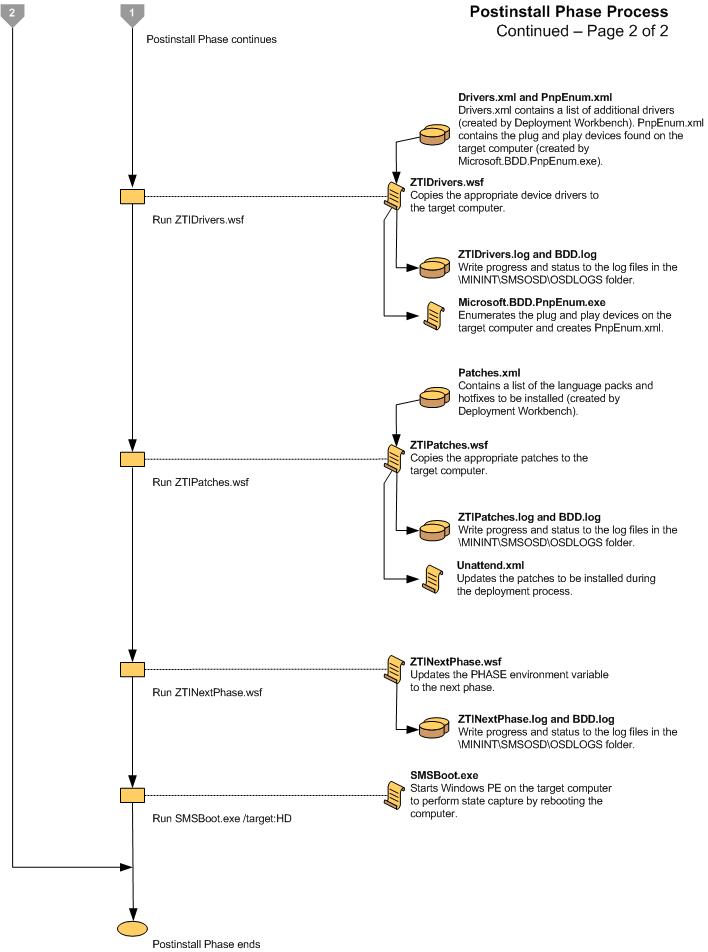 2
1
Postinstall Phase Process
Continued – Page 2 of 2
Postinstall Phase continues
Drivers.xml and PnpEnum.xml
Drivers.xml contains a list of additional drivers
(created by Deployment Workbench). PnpEnum.xml
contains the plug and play devices found on the
target computer (created by
Microsoft.BDD.PnpEnum.exe).
ZTIDrivers.wsf
Copies the appropriate device drivers to
the target computer.
Run ZTIDrivers.wsf
ZTIDrivers.log and BDD.log
Write progress and status to the log files in the
\MININT\SMSOSD\OSDLOGS folder.
Microsoft.BDD.PnpEnum.exe
Enumerates the plug and play devices on the
target computer and creates PnpEnum.xml.
Patches.xml
Contains a list of the language packs and
hotfixes to be installed (created by
Deployment Workbench).
ZTIPatches.wsf
Copies the appropriate patches to the
target computer.
Run ZTIPatches.wsf
ZTIPatches.log and BDD.log
Write progress and status to the log files in the
\MININT\SMSOSD\OSDLOGS folder.
Unattend.xml
Updates the patches to be installed during
the deployment process.
ZTINextPhase.wsf
Updates the PHASE environment variable
to the next phase.
Run ZTINextPhase.wsf
ZTINextPhase.log and BDD.log
Write progress and status to the log files in the
\MININT\SMSOSD\OSDLOGS folder.
SMSBoot.exe
Starts Windows PE on the target computer
to perform state capture by rebooting the
computer.
Run SMSBoot.exe /target:HD
Postinstall Phase ends